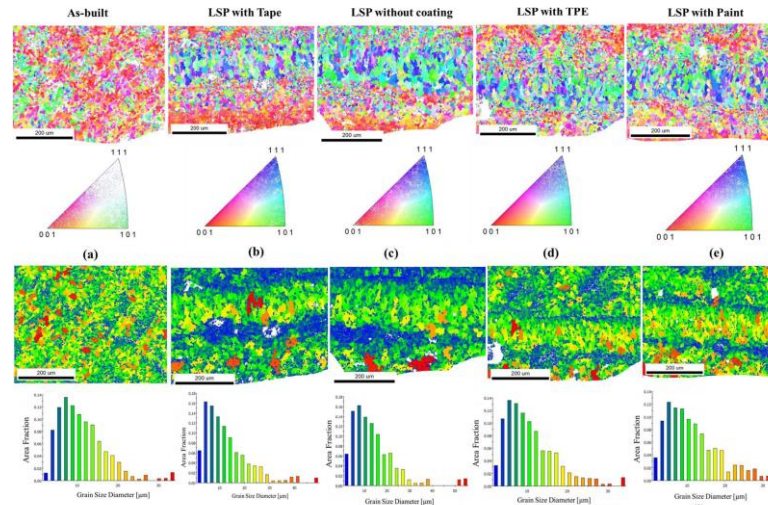 As-built
LSP with Tape
LSP without coating
LSP with TPE
LSP with Paint
200 um
200 um
200 um
200 um
200 um
1 1 1
0 0 1
1 0 1
1 1 1
0 0 1
1 0 1
1 1 1
0 0 1
1 0 1
1 1 1
0 0 1
1 0 1
1 1 1
0 0 1
1 0 1
(a)
(b)
(c)
(d)
(e)
200 um
200 um
200 um
200 um
200 um
Area Fraction
Grain Size Diameter [μm]
Area Fraction
Grain Size Diameter [μm]
Area Fraction
Grain Size Diameter [μm]
Area Fraction
Grain Size Diameter [μm]
Area Fraction
Grain Size Diameter [μm]